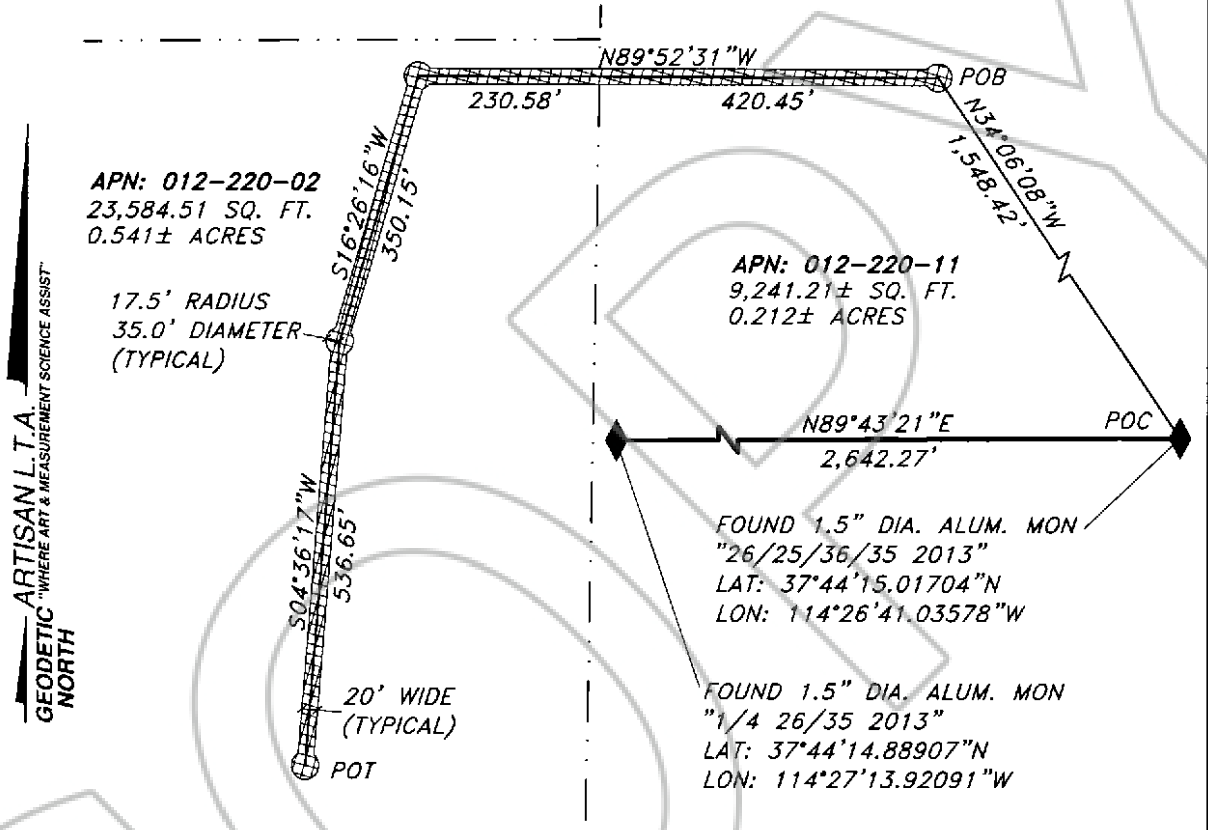 N89°52'31"W
POB
230.58'
420.45'
N34°06'08"W
1,548.42'
APN: 012-220-02
23,584.51 SQ. FT.
0.541± ACRES
S16°26'16"W
350.15'
APN: 012-220-11
9,241.21± SQ. FT.
0.212± ACRES
17.5' RADIUS
35.0' DIAMETER
(TYPICAL)
N89°43'21"E
POC
2,642.27'
ARTISAN L.T.A.
"WHERE ART & MEASUREMENT SCIENCE ASSIST"
GEODETIC
NORTH
S04°36'17"W
536.65'
FOUND 1.5" DIA. ALUM. MON
"26/25/36/35 2013"
LAT: 37°44'15.01704"N
LON: 114°26'41.03578"W
20' WIDE
(TYPICAL)
FOUND 1.5" DIA. ALUM. MON
"1/4 26/35 2013"
LAT: 37°44'14.88907"N
LON: 114°27'13.92091"W
POT
COPY